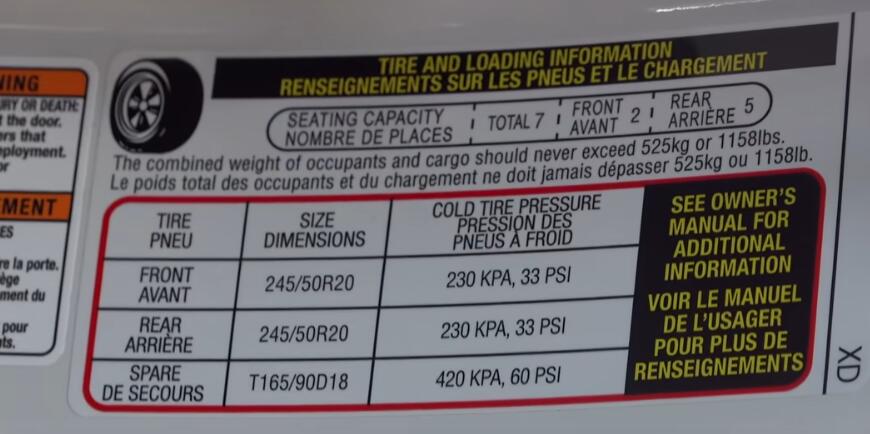 NING
URY OR DEATH:
the door.
ers that
ployment.
or
MENT
ES
re la porte.
ège
ment du
pour
ts.
TIRE AND LOADING INFORMATION
RENSEIGNEMENTS SUR LES PNEUS ET LE CHARGEMENT
SEATING CAPACITY
NOMBRE DE PLACES
TOTAL 7
FRONT
AVANT 2
REAR
ARRIÈRE 5
The combined weight of occupants and cargo should never exceed 525kg or 1158lbs.
Le poids total des occupants et du chargement ne doit jamais dépasser 525kg ou 1158lb.
TIRE
PNEU
SIZE
DIMENSIONS
COLD TIRE PRESSURE
PRESSION DES
PNEUS À FROID
FRONT
AVANT
245/50R20
230 KPA, 33 PSI
REAR
ARRIÈRE
245/50R20
230 KPA, 33 PSI
SPARE
DE SECOURS
T165/90D18
420 KPA, 60 PSI
SEE OWNER'S
MANUAL FOR
ADDITIONAL
INFORMATION
VOIR LE MANUEL
DE L'USAGER
POUR PLUS DE
RENSEIGNEMENTS
XD